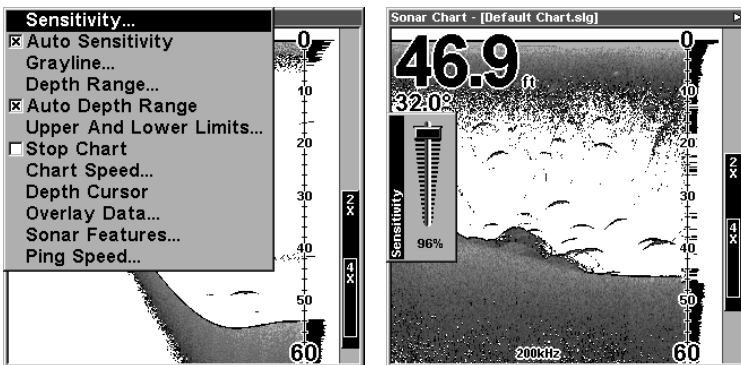 Sensitivity...
Auto Sensitivity
Grayline...
Depth Range...
Auto Depth Range
Upper And Lower Limits...
Stop Chart
Chart Speed...
Depth Cursor
Overlay Data...
Sonar Features...
Ping Speed...
0
10
20
30
40
50
60
2X
4X
Sonar Chart - [Default Chart.slg]
46.9 ft
32.0°
Sensitivity
96%
0
10
20
30
40
50
60
2X
4X
200kHz